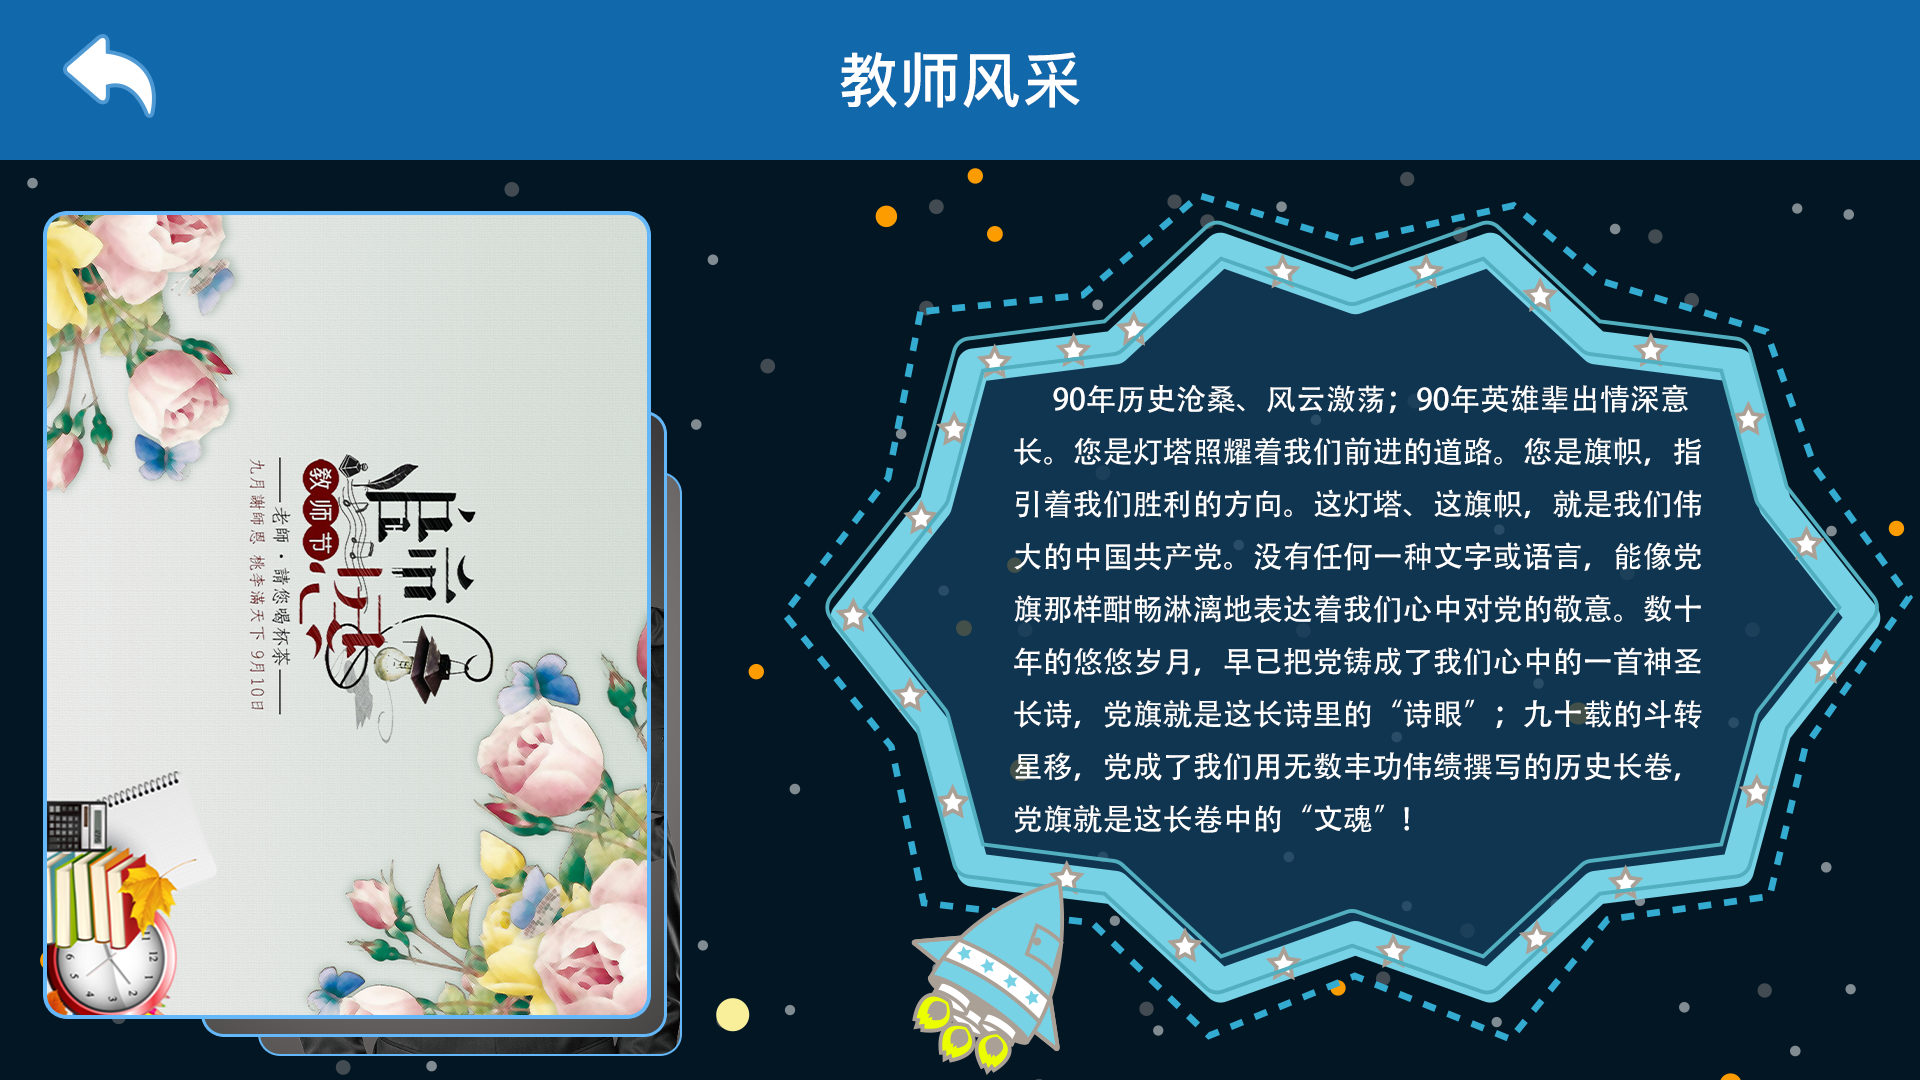 教师风采
恩师
难忘
教师节
老師·請您喝杯茶
九月謝師恩 桃李滿天下 9月10日
90年历史沧桑、风云激荡；90年英雄辈出情深意
长。您是灯塔照耀着我们前进的道路。您是旗帜，指
引着我们胜利的方向。这灯塔、这旗帜，就是我们伟
大的中国共产党。没有任何一种文字或语言，能像党
旗那样酣畅淋漓地表达着我们心中对党的敬意。数十
年的悠悠岁月，早已把党铸成了我们心中的一首神圣
长诗，党旗就是这长诗里的“诗眼”；九十载的斗转
星移，党成了我们用无数丰功伟绩撰写的历史长卷，
党旗就是这长卷中的“文魂”！